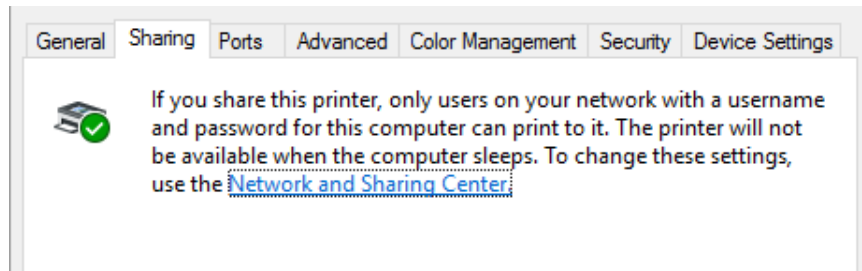 General Sharing Ports Advanced Color Management Security Device Settings
If you share this printer, only users on your network with a username
and password for this computer can print to it. The printer will not
be available when the computer sleeps. To change these settings,
use the Network and Sharing Center.